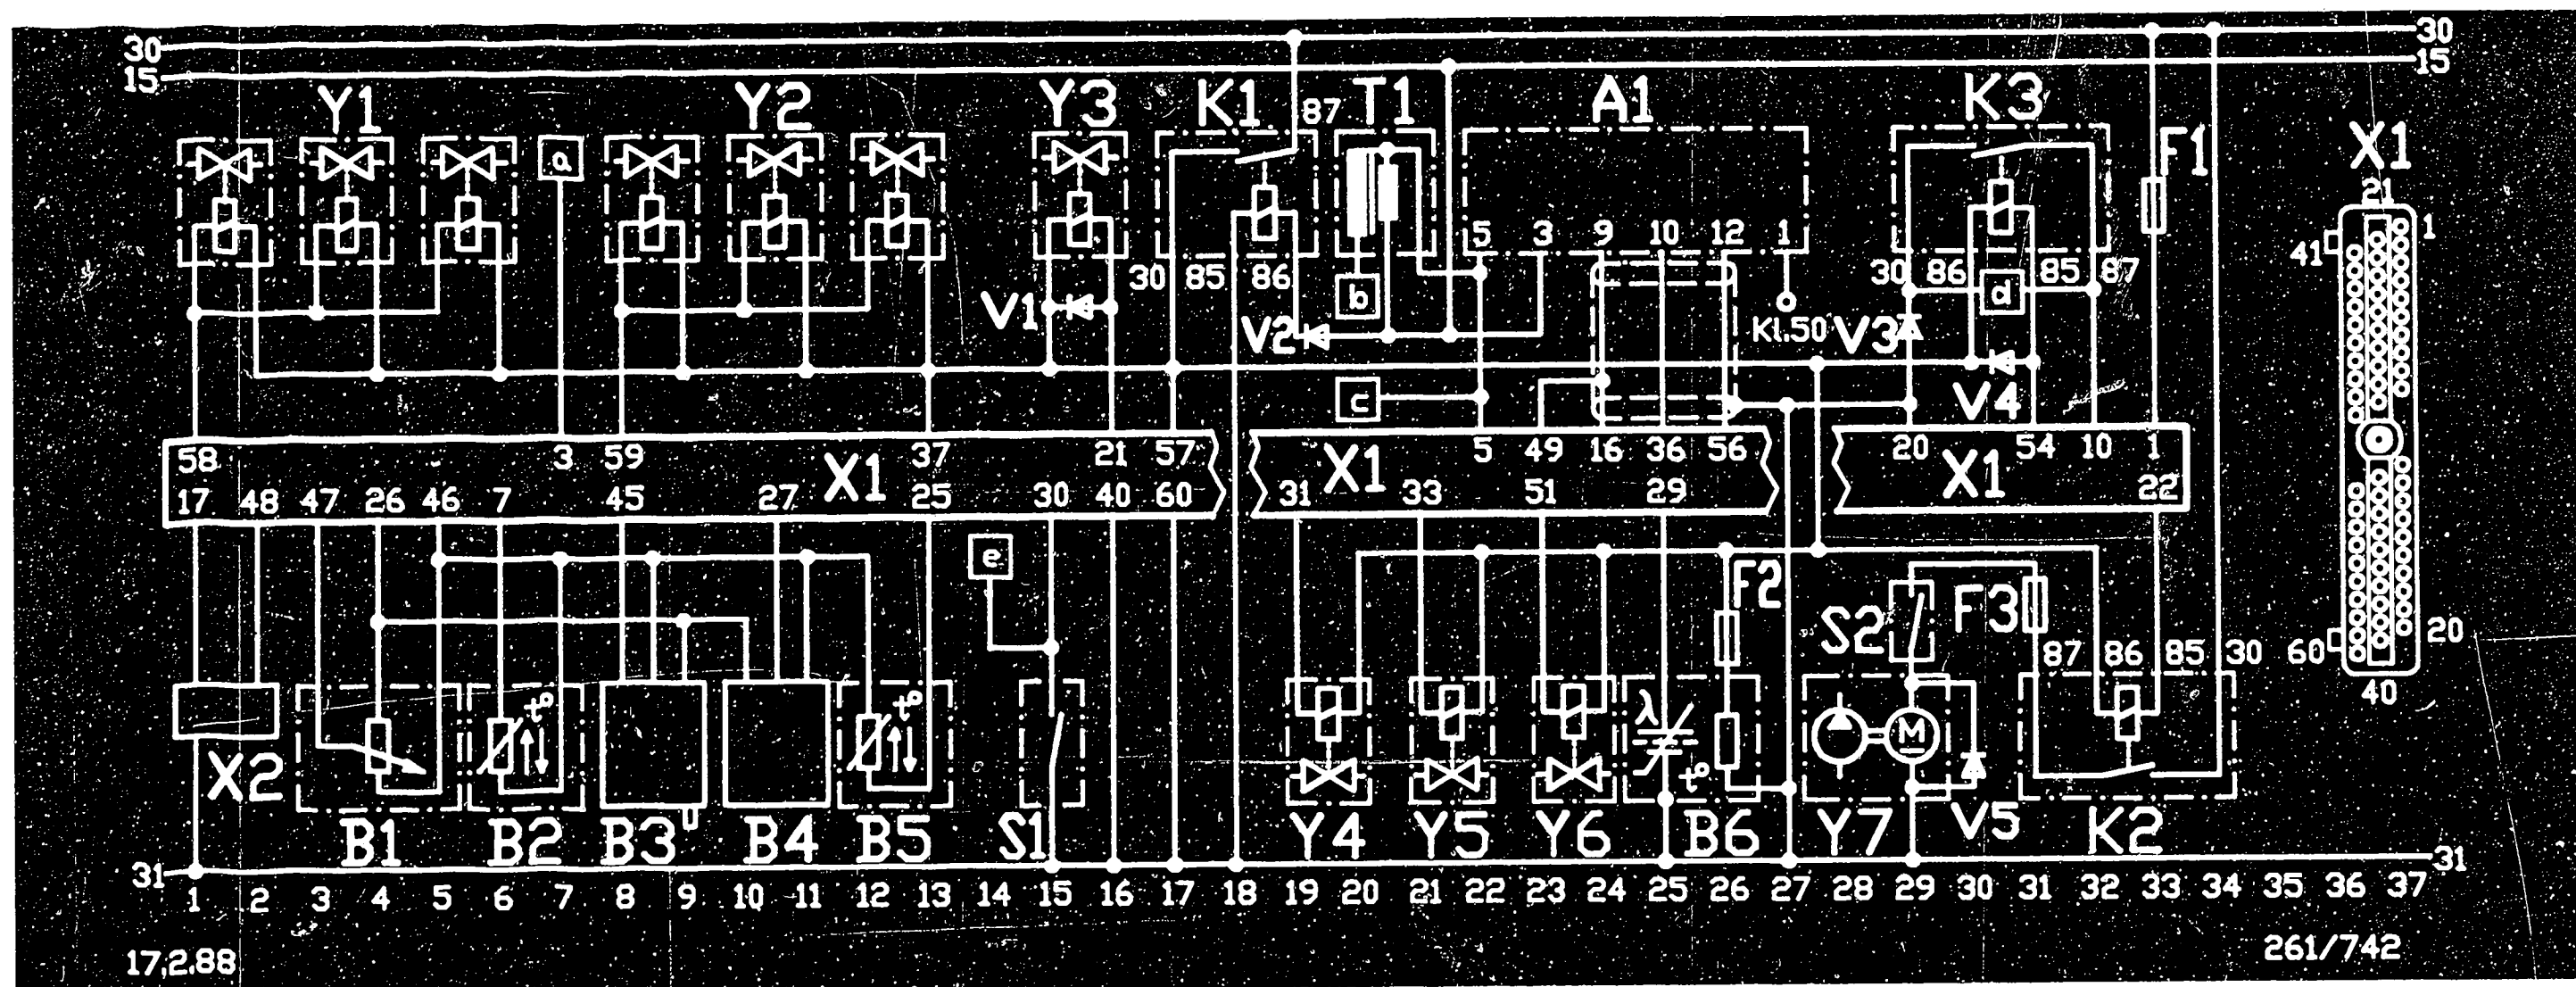 30 30
15 15
Y1 Y2 Y3 K1 87 T1 A1 K3 F1 X1
a
21
5 3 9 10 12 1
41 1
30 85 86 b 30 86 d 85 87
V1 V2 Kl.50 V3
c V4
58 3 59 37 21 57 5 49 16 36 56 20 54 10 1
X1 X1 X1
17 48 47 26 46 7 45 27 25 30 40 60 31 33 51 29 22
e
F2 S2 F3
87 86 85 30 60 20
40
λ
t° t° t°
M
X2
B1 B2 B3 B4 B5 S1 Y4 Y5 Y6 B6 Y7 V5 K2
31 31
1 2 3 4 5 6 7 8 9 10 11 12 13 14 15 16 17 18 19 20 21 22 23 24 25 26 27 28 29 30 31 32 33 34 35 36 37
17.2.88 261/742